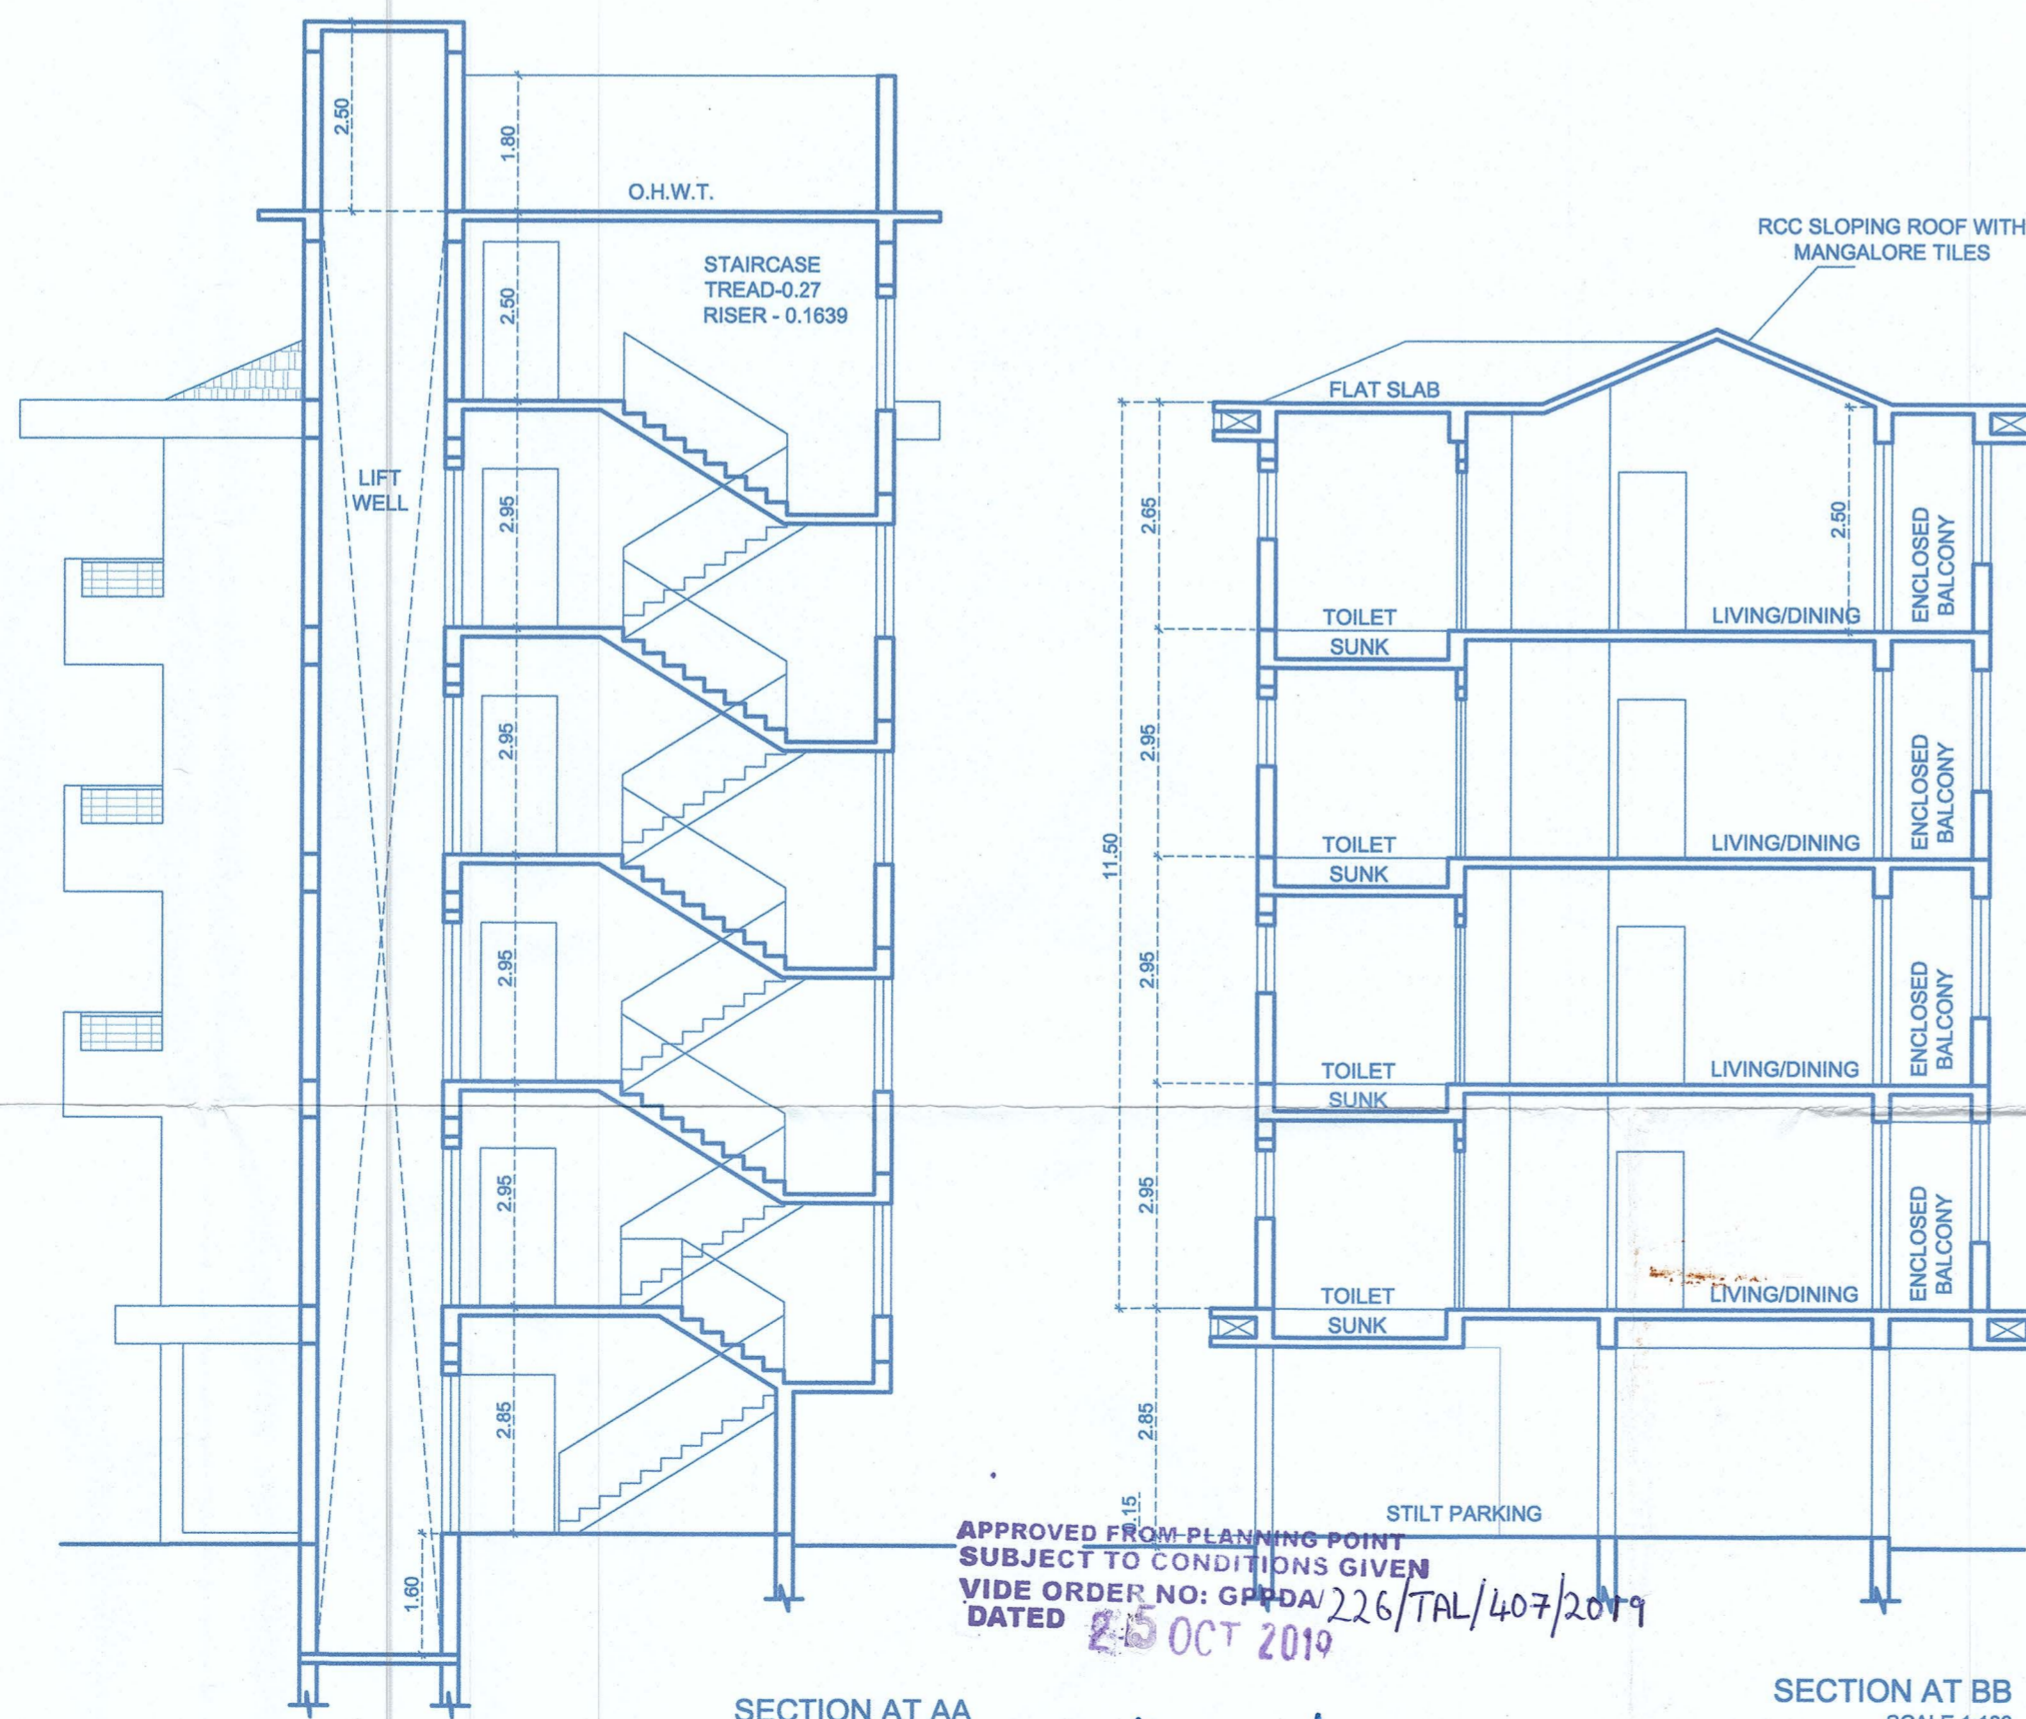 2.50
1.80
O.H.W.T.
STAIRCASE
TREAD-0.27
RISER - 0.1639
2.50
LIFT
WELL
2.95
2.95
2.95
2.95
2.85
1.60
SECTION AT AA
RCC SLOPING ROOF WITH
MANGALORE TILES
FLAT SLAB
2.65
2.50
ENCLOSED
BALCONY
TOILET
LIVING/DINING
SUNK
2.95
ENCLOSED
BALCONY
11.50
TOILET
LIVING/DINING
SUNK
2.95
ENCLOSED
BALCONY
TOILET
LIVING/DINING
SUNK
2.95
ENCLOSED
BALCONY
TOILET
LIVING/DINING
SUNK
2.85
0.15
STILT PARKING
APPROVED FROM PLANNING POINT
SUBJECT TO CONDITIONS GIVEN
VIDE ORDER NO: GPPDA/226/TAL/407/2019
DATED 25 OCT 2019
SECTION AT BB